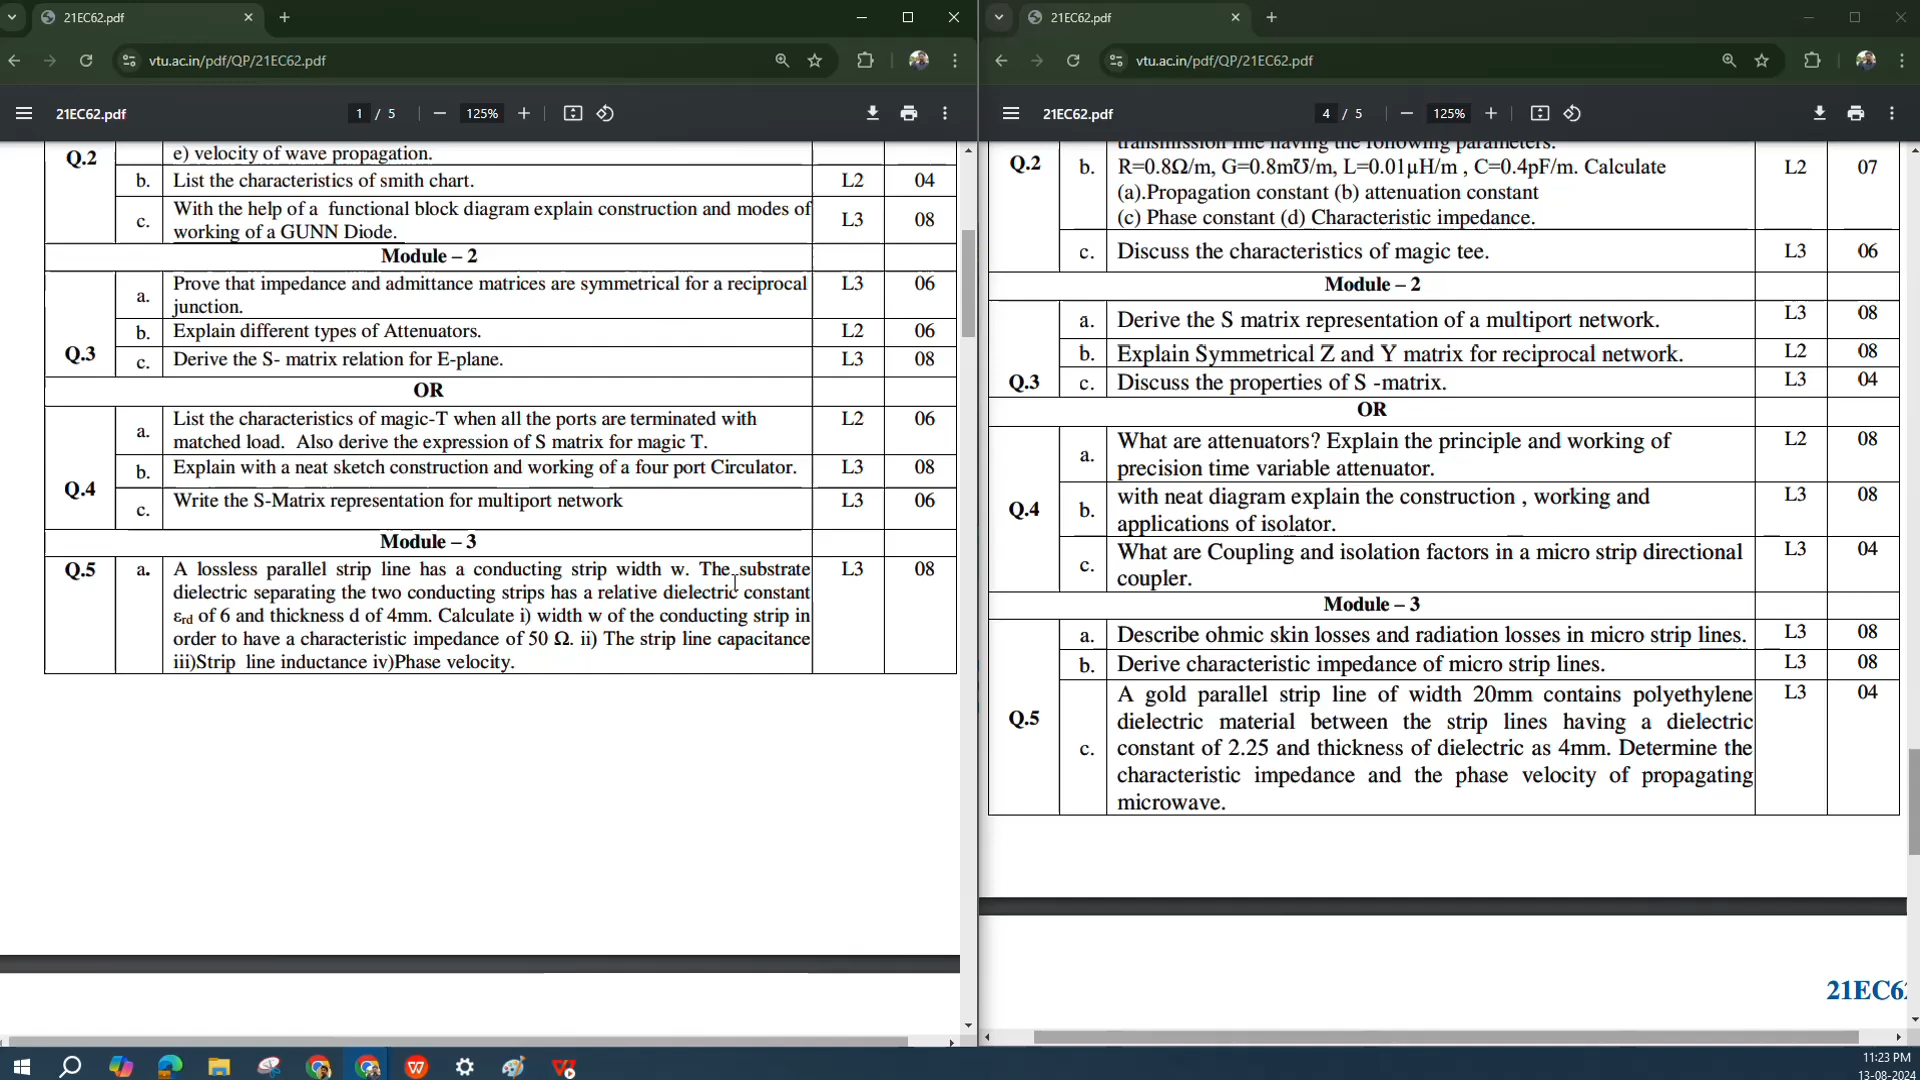 21EC62.pdf
vtu.ac.in/pdf/QP/21EC62.pdf
21EC62.pdf
1 / 5
125%
Q.2
e) velocity of wave propagation.
b. List the characteristics of smith chart. L2 04
c. With the help of a functional block diagram explain construction and modes of
working of a GUNN Diode. L3 08
Module – 2
Q.3
a. Prove that impedance and admittance matrices are symmetrical for a reciprocal
junction. L3 06
b. Explain different types of Attenuators. L2 06
c. Derive the S- matrix relation for E-plane. L3 08
OR
Q.4
a. List the characteristics of magic-T when all the ports are terminated with
matched load. Also derive the expression of S matrix for magic T. L2 06
b. Explain with a neat sketch construction and working of a four port Circulator. L3 08
c. Write the S-Matrix representation for multiport network L3 06
Module – 3
Q.5 a. A lossless parallel strip line has a conducting strip width w. The substrate L3 08
dielectric separating the two conducting strips has a relative dielectric constant
εrd of 6 and thickness d of 4mm. Calculate i) width w of the conducting strip in
order to have a characteristic impedance of 50 Ω. ii) The strip line capacitance
iii)Strip line inductance iv)Phase velocity.
21EC62.pdf
vtu.ac.in/pdf/QP/21EC62.pdf
21EC62.pdf
4 / 5
125%
transmission line having the following parameters.
Q.2 b. R=0.8Ω/m, G=0.8m℧/m, L=0.01µH/m , C=0.4pF/m. Calculate L2 07
(a).Propagation constant (b) attenuation constant
(c) Phase constant (d) Characteristic impedance.
c. Discuss the characteristics of magic tee. L3 06
Module – 2
Q.3
a. Derive the S matrix representation of a multiport network. L3 08
b. Explain Symmetrical Z and Y matrix for reciprocal network. L2 08
c. Discuss the properties of S -matrix. L3 04
OR
Q.4
a. What are attenuators? Explain the principle and working of
precision time variable attenuator. L2 08
b. with neat diagram explain the construction , working and
applications of isolator. L3 08
c. What are Coupling and isolation factors in a micro strip directional
coupler. L3 04
Module – 3
Q.5
a. Describe ohmic skin losses and radiation losses in micro strip lines. L3 08
b. Derive characteristic impedance of micro strip lines. L3 08
c. A gold parallel strip line of width 20mm contains polyethylene L3 04
dielectric material between the strip lines having a dielectric
constant of 2.25 and thickness of dielectric as 4mm. Determine the
characteristic impedance and the phase velocity of propagating
microwave.
11:23 PM
13-08-2024